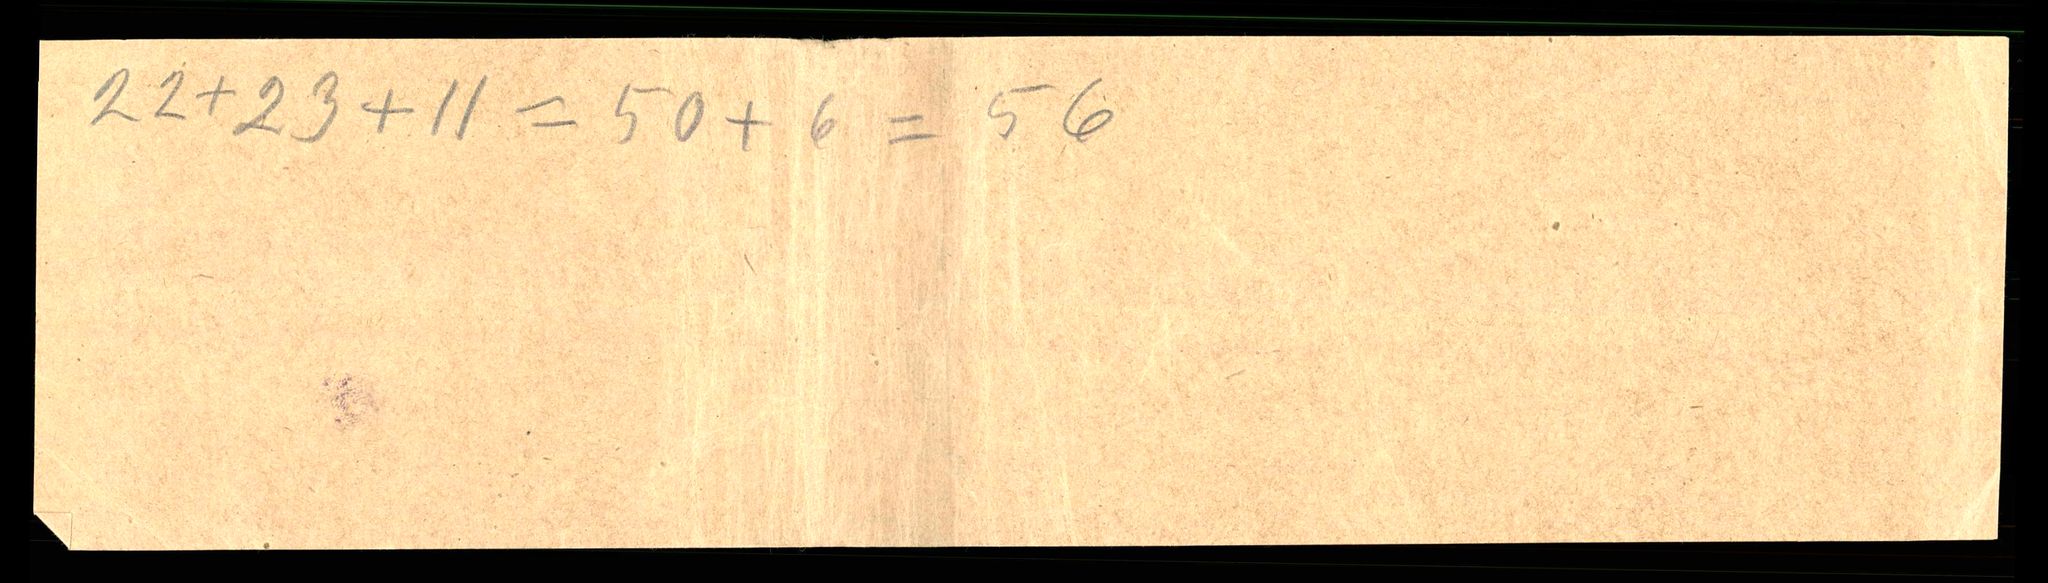 22+23+11 = 50+6 = 56